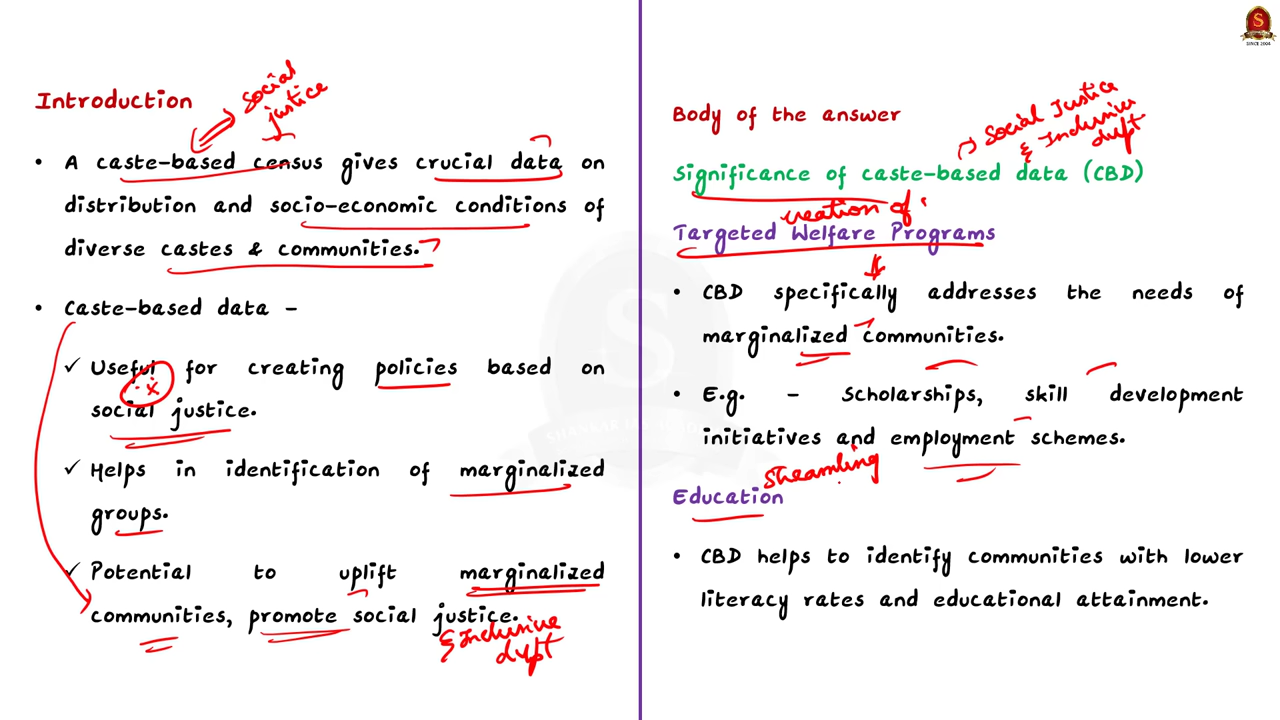 Introduction
Social
justice
• A caste-based census gives crucial data on
distribution and socio-economic conditions of
diverse castes & communities.
• Caste-based data -
✓ Useful for creating policies based on
social justice.
✓ Helps in identification of marginalized
groups.
✓ Potential to uplift marginalized
communities, promote social justice.
& Inclusive
dvpt
S
SINCE 2004
Body of the answer
Social Justice
& Inclusive
dvpt
Significance of caste-based data (CBD)
creation of
Targeted Welfare Programs
• CBD specifically addresses the needs of
marginalized communities.
• E.g. - Scholarships, skill development
initiatives and employment schemes.
Education
• CBD helps to identify communities with lower
literacy rates and educational attainment.